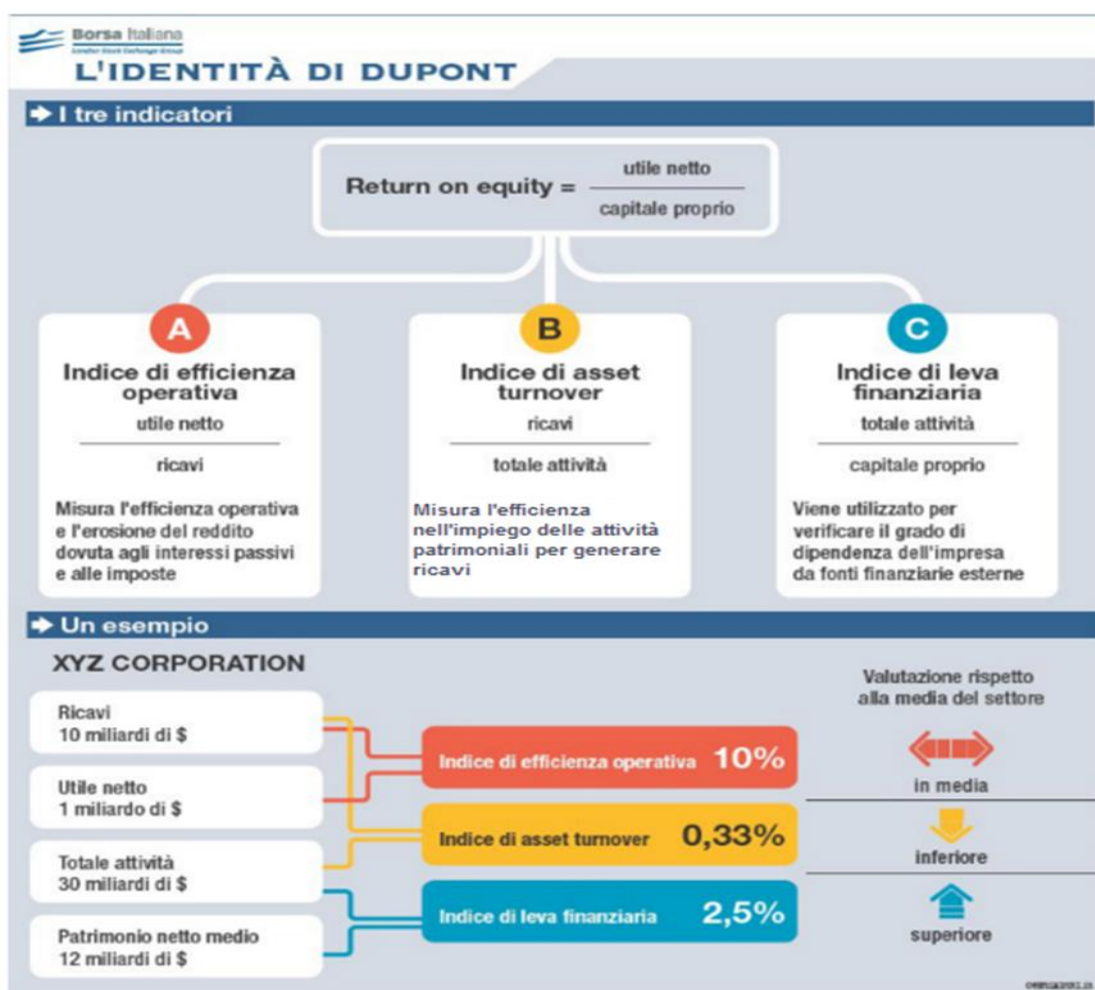 Borsa Italiana
London Stock Exchange Group
L'IDENTITÀ DI DUPONT
I tre indicatori
Return on equity =
utile netto
capitale proprio
A
Indice di efficienza
operativa
utile netto
ricavi
Misura l'efficienza operativa
e l'erosione del reddito
dovuta agli interessi passivi
e alle imposte
B
Indice di asset
turnover
ricavi
totale attività
Misura l'efficienza
nell'impiego delle attività
patrimoniali per generare
ricavi
C
Indice di leva
finanziaria
totale attività
capitale proprio
Viene utilizzato per
verificare il grado di
dipendenza dell'impresa
da fonti finanziarie esterne
Un esempio
XYZ CORPORATION
Ricavi
10 miliardi di $
Utile netto
1 miliardo di $
Totale attività
30 miliardi di $
Patrimonio netto medio
12 miliardi di $
Indice di efficienza operativa 10%
Indice di asset turnover 0,33%
Indice di leva finanziaria 2,5%
Valutazione rispetto
alla media del settore
in media
inferiore
superiore